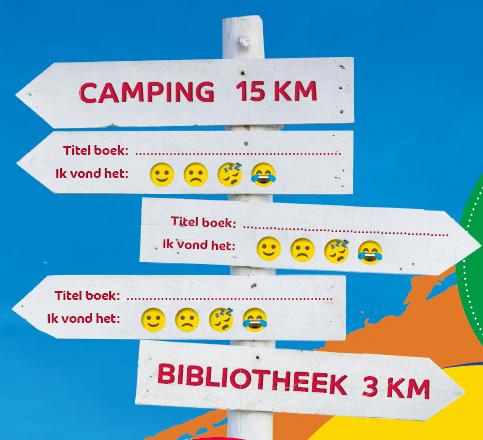 CAMPING 15 KM
Titel boek:
Ik vond het:
Titel boek:
Ik vond het:
Titel boek:
Ik vond het:
BIBLIOTHEEK 3 KM